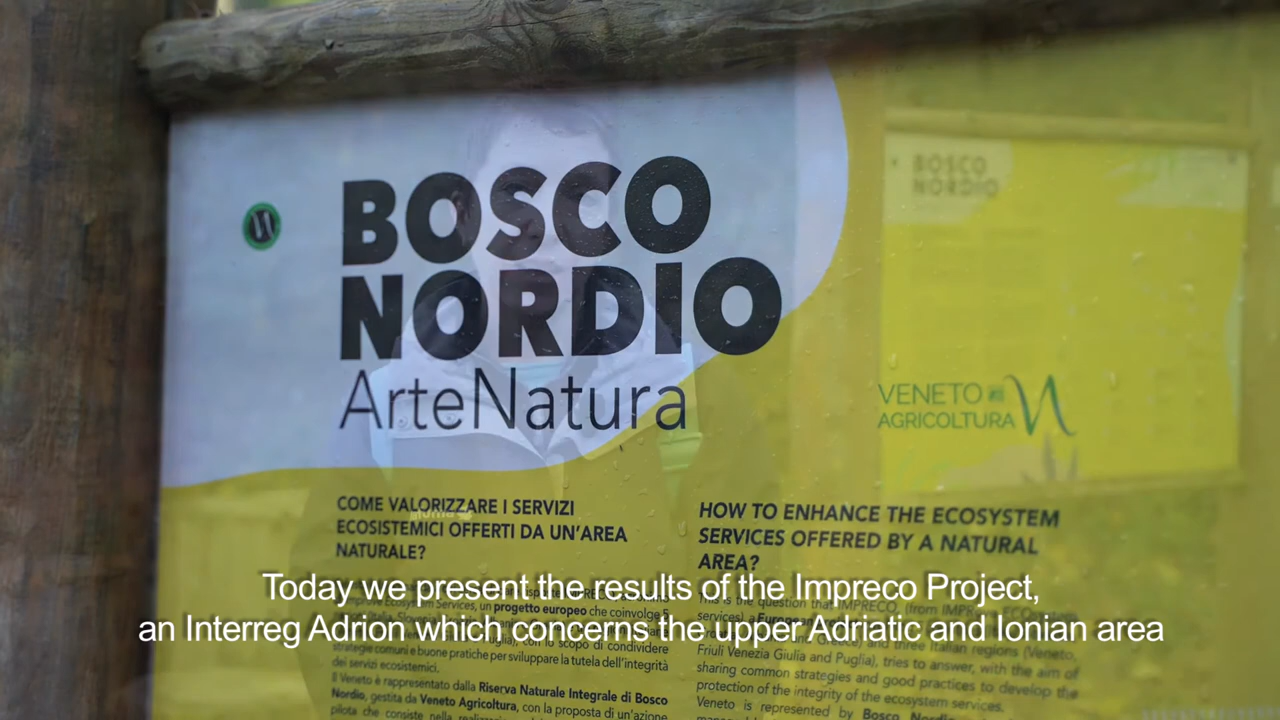 BOSCO
NORDIO
ArteNatura
BOSCO
NORDIO
VENETO
AGRICOLTURA
COME VALORIZZARE I SERVIZI
ECOSISTEMICI OFFERTI DA UN'AREA
NATURALE?
HOW TO ENHANCE THE ECOSYSTEM
SERVICES OFFERED BY A NATURAL
AREA?
Today we present the results of the Impreco Project,
an Interreg Adrion which concerns the upper Adriatic and Ionian area
Ecosystem Services, un progetto europeo che coinvolge 5
Puglia), con lo scopo di condividere
strategie comuni e buone pratiche per sviluppare la tutela dell'integrità
dei servizi ecosistemici.
Il Veneto è rappresentato dalla Riserva Naturale Integrale di Bosco
Nordio, gestita da Veneto Agricoltura, con la proposta di un'azione
pilota che consiste nella
This is the question that IMPRECO, (from IMPRove ECOsystem
services) a
and three Italian regions (Veneto,
Friuli Venezia Giulia and Puglia), tries to answer, with the aim of
sharing common strategies and good practices to develop the
protection of the integrity of the ecosystem services.
Veneto is represented by Bosco Nordio